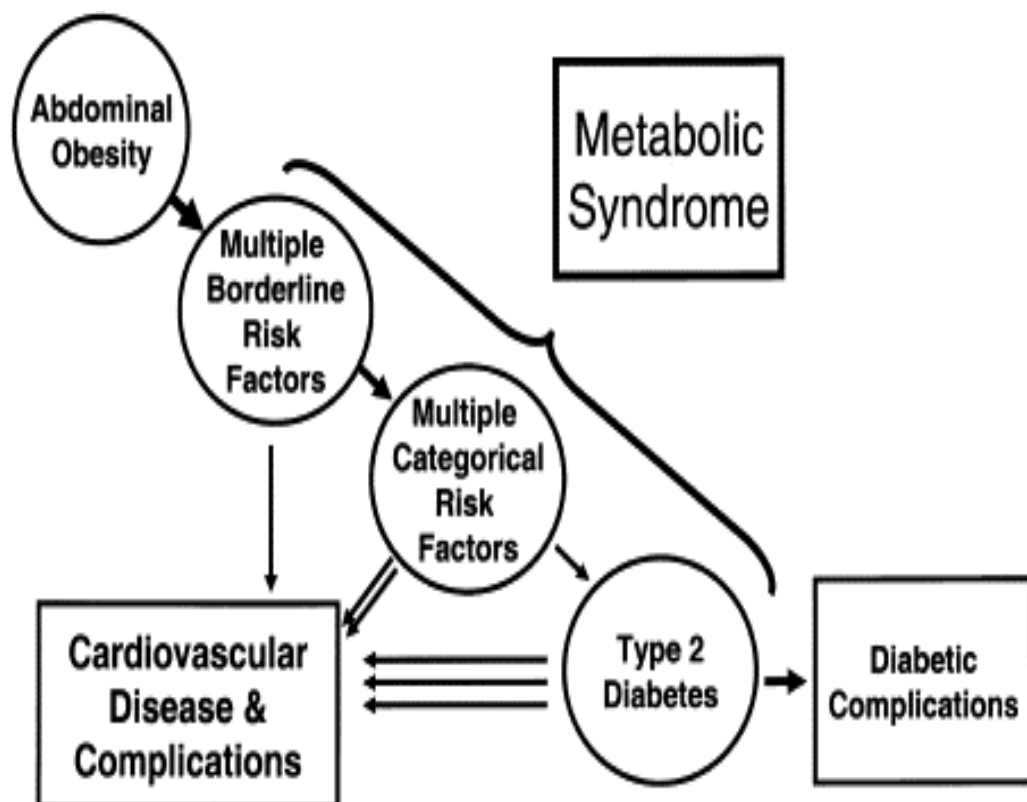 Abdominal
Obesity
Metabolic
Syndrome
Multiple
Borderline
Risk
Factors
Multiple
Categorical
Risk
Factors
Cardiovascular
Disease &
Complications
Type 2
Diabetes
Diabetic
Complications